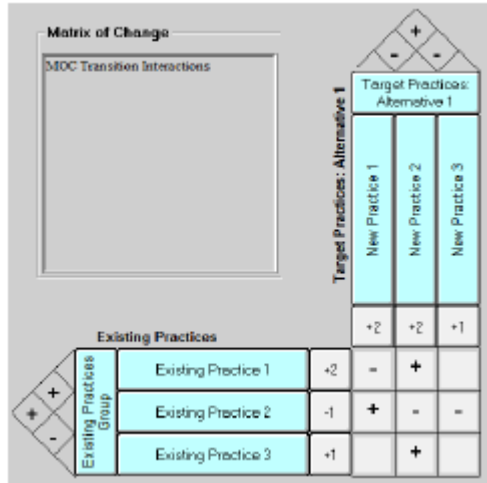 Matrix of Change
MOC Transition Interactions
+
- -
Target Practices:
Alternative 1
Target Practices: Alternative 1
New Practice 1
New Practice 2
New Practice 3
+2 +2 +1
Existing Practices
Existing Practices
Group
Existing Practice 1 +2 - +
Existing Practice 2 -1 + - -
Existing Practice 3 +1 +
+
+
-